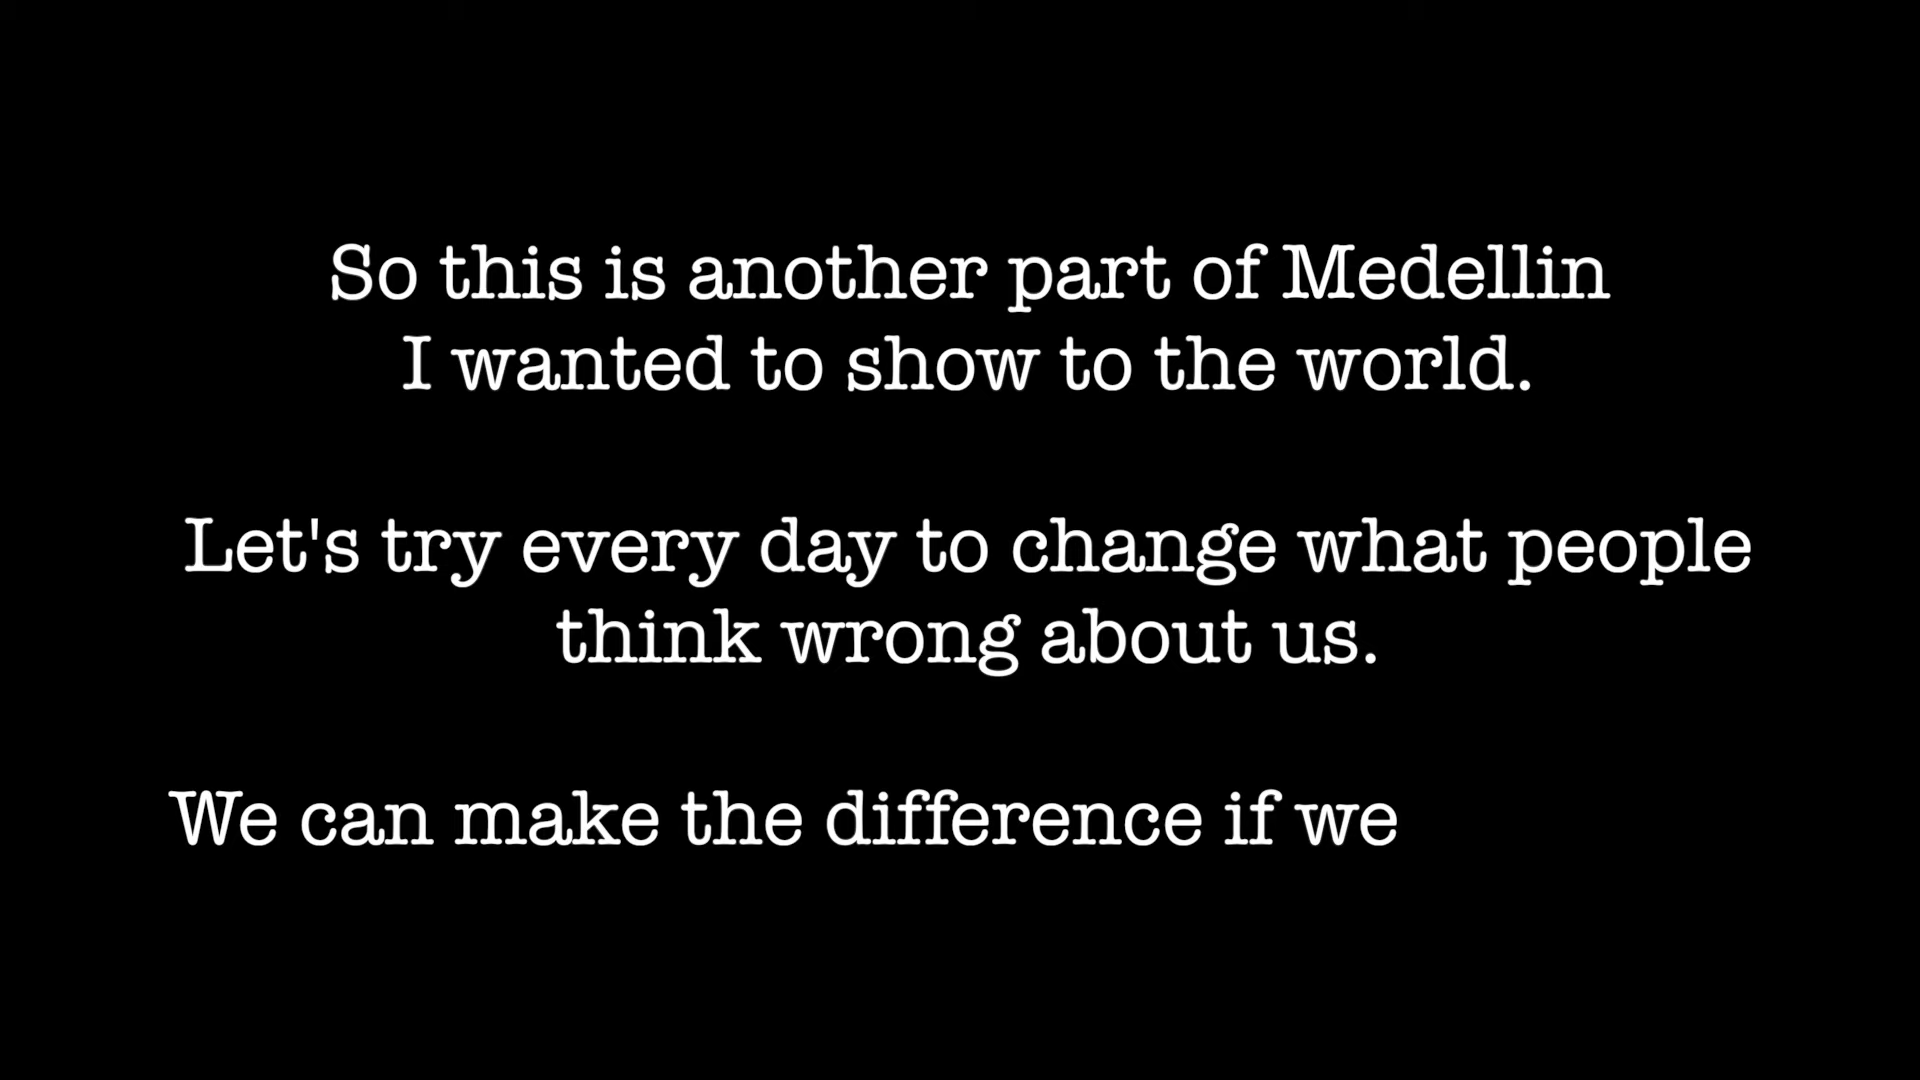 So this is another part of Medellin
I wanted to show to the world.
Let's try every day to change what people
think wrong about us.
We can make the difference if we